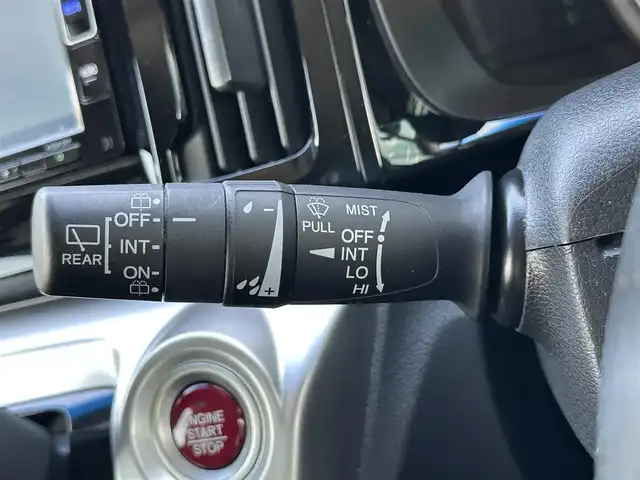 OFF
INT
ON
REAR
-
+
PULL
MIST
OFF
INT
LO
HI
ENGINE
START
STOP